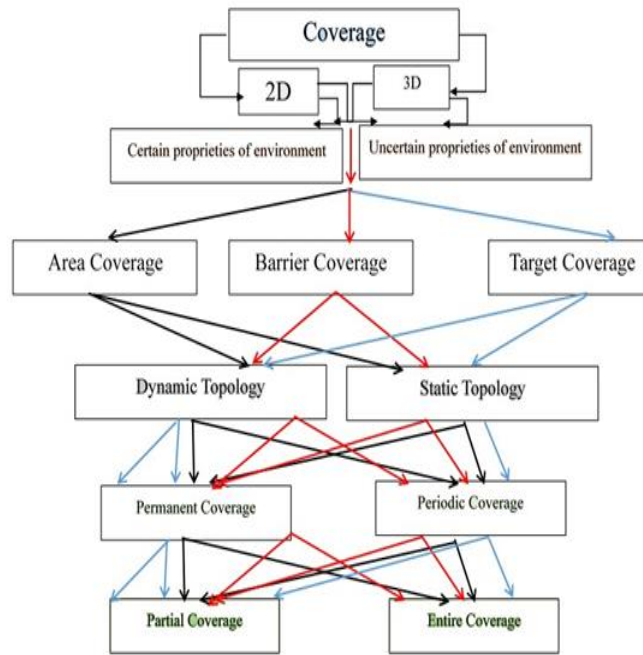 Coverage
2D
3D
Certain proprieties of environment
Uncertain proprieties of environment
Area Coverage
Barrier Coverage
Target Coverage
Dynamic Topology
Static Topology
Permanent Coverage
Periodic Coverage
Partial Coverage
Entire Coverage